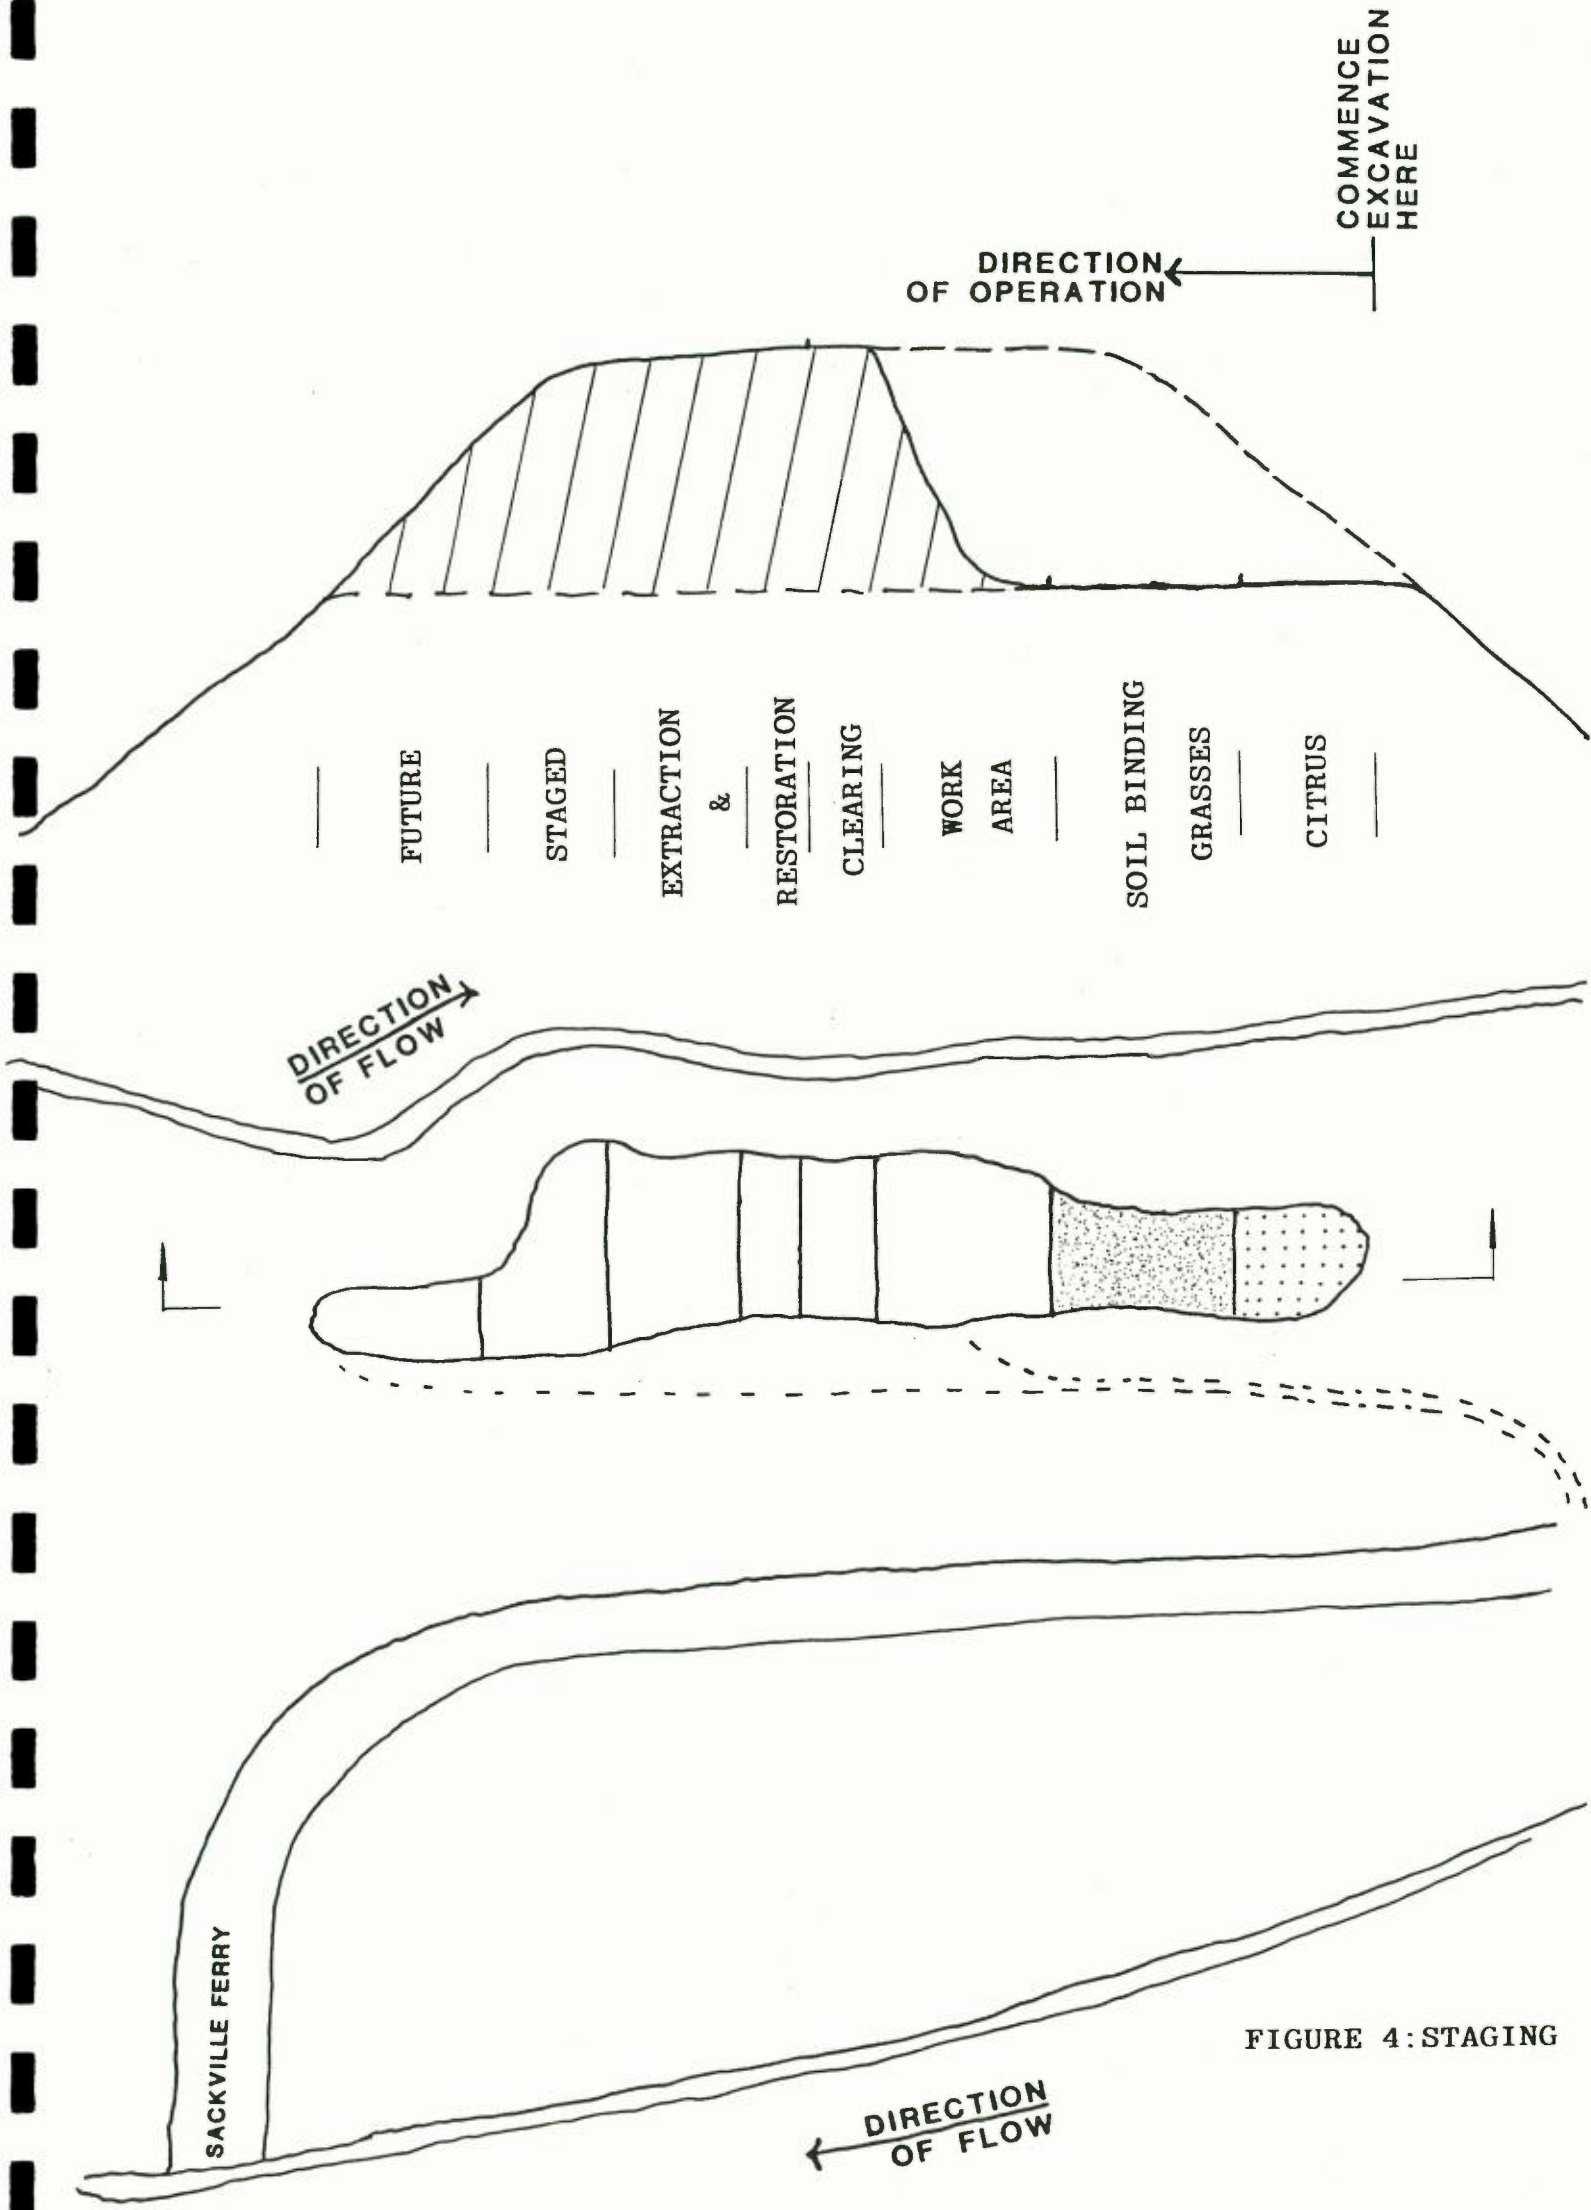 COMMENCE
EXCAVATION
HERE
DIRECTION
OF OPERATION
FUTURE
STAGED
EXTRACTION
&
RESTORATION
CLEARING
WORK
AREA
SOIL BINDING
GRASSES
CITRUS
DIRECTION
OF FLOW
SACKVILLE FERRY
FIGURE 4:STAGING
DIRECTION
OF FLOW